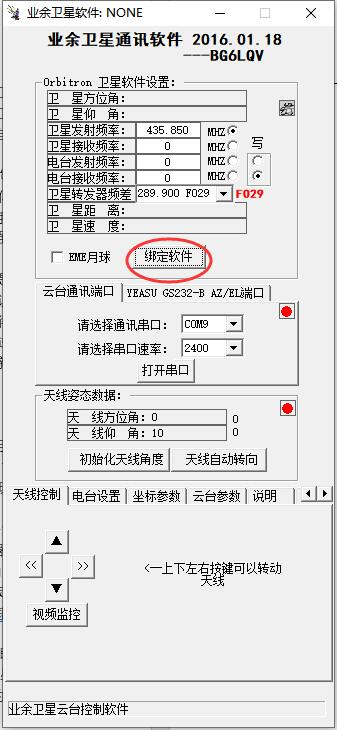 业余卫星软件: NONE
业余卫星通讯软件 2016.01.18
---BG6LQV
Orbitron 卫星软件设置:
卫 星方位角:
卫 星仰 角:
卫星发射频率: 435.850 MHZ
卫星接收频率: 0 MHZ 写
电台发射频率: 0 MHZ
电台接收频率: 0 MHZ
卫星转发器频差 289.900 FO29 FO29
卫 星距 离:
卫 星速 度:
EME月球 绑定软件
云台通讯端口 YEASU GS232-B AZ/EL端口
请选择通讯串口: COM9
请选择串口速率: 2400
打开串口
天线姿态数据:
天 线方位角: 0 0
天 线仰 角: 10 0
初始化天线角度 天线自动转向
天线控制 电台设置 坐标参数 云台参数 说明
<< >> <一上下左右按键可以转动
天线
视频监控
业余卫星云台控制软件